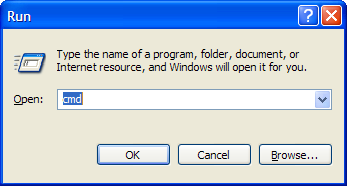 Run
Type the name of a program, folder, document, or
Internet resource, and Windows will open it for you.
Open: cmd
OK Cancel Browse...